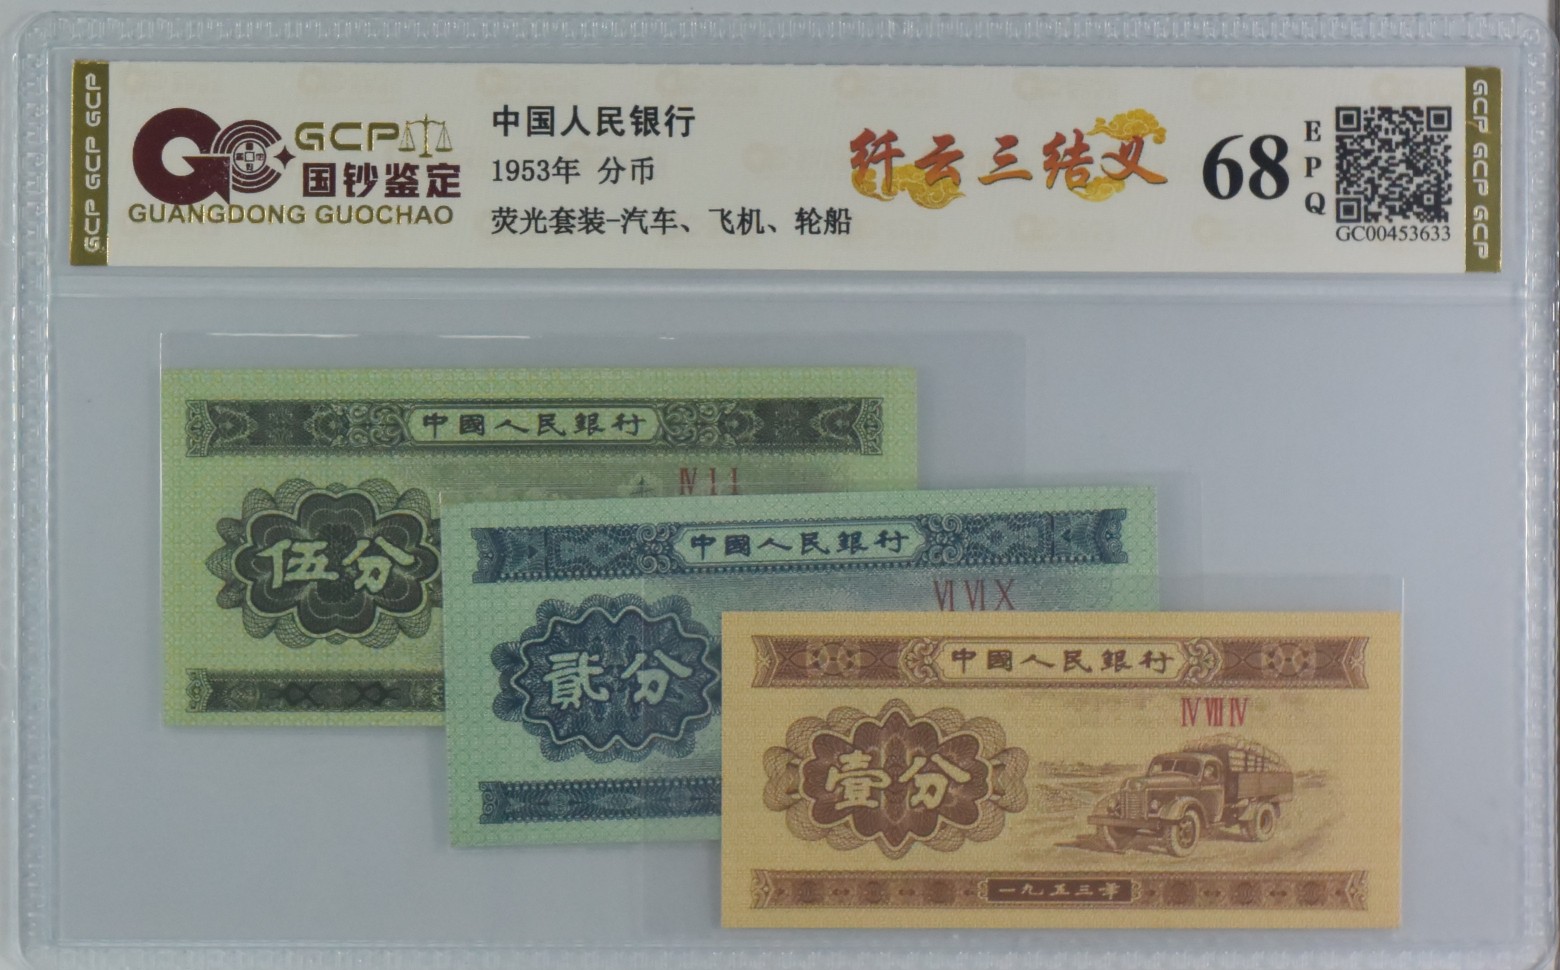 GCP GCP GCP
GCP
国钞鉴定
GUANGDONG GUOCHAO
中国人民银行
1953年 分币
荧光套装-汽车、飞机、轮船
纤云三结义
68
EPQ
GC00453633
GCP GCP GCP
中國人民銀行
IV I I
伍分
中國人民銀行
VI VI X
貳分
中國人民銀行
IV VII IV
壹分
一九五三年